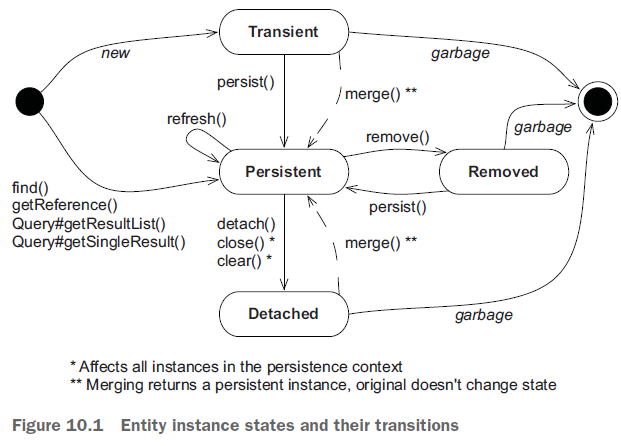 Transient
new
garbage
persist()
merge() **
refresh()
remove()
garbage
Persistent
Removed
persist()
find()
getReference()
Query#getResultList()
Query#getSingleResult()
detach()
close() *
clear() *
merge() **
Detached
garbage
* Affects all instances in the persistence context
** Merging returns a persistent instance, original doesn't change state
Figure 10.1 Entity instance states and their transitions